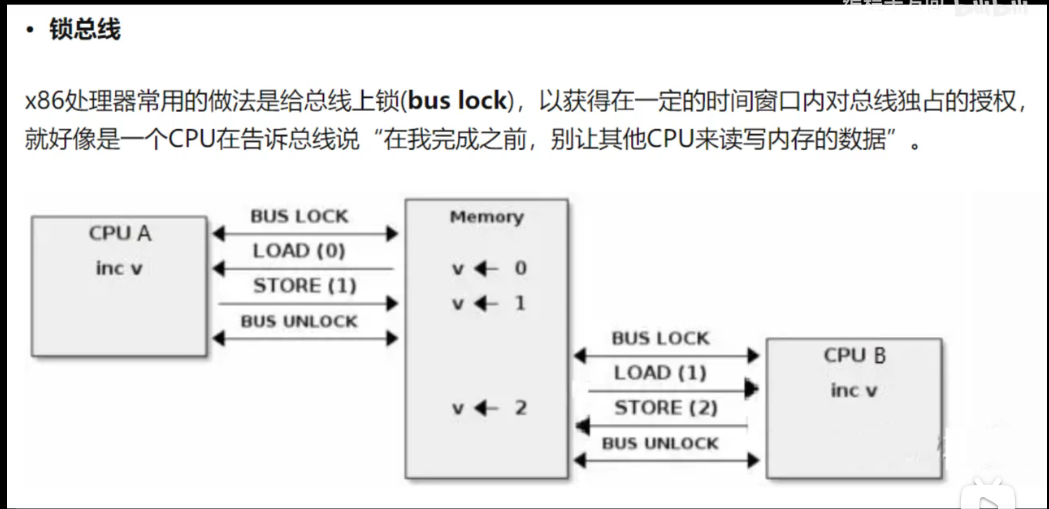 • 锁总线
x86处理器常用的做法是给总线上锁(bus lock)，以获得在一定的时间窗口内对总线独占的授权，
就好像是一个CPU在告诉总线说“在我完成之前，别让其他CPU来读写内存的数据”。
CPU A
inc v
BUS LOCK
LOAD (0)
STORE (1)
BUS UNLOCK
Memory
v ← 0
v ← 1
v ← 2
BUS LOCK
LOAD (1)
STORE (2)
BUS UNLOCK
CPU B
inc v